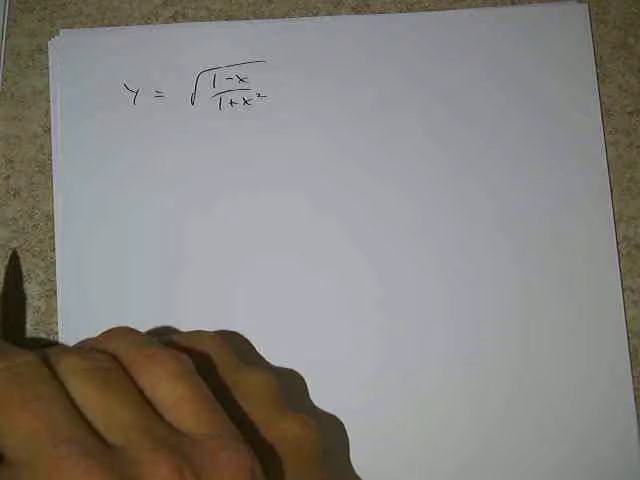 y = √((1-x)/(1+x²))